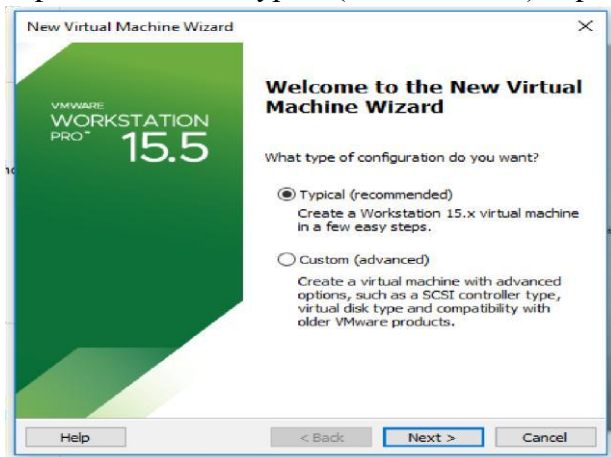 New Virtual Machine Wizard
VMWARE
WORKSTATION
PRO™
15.5
Welcome to the New Virtual
Machine Wizard
What type of configuration do you want?
Typical (recommended)
Create a Workstation 15.x virtual machine
in a few easy steps.
Custom (advanced)
Create a virtual machine with advanced
options, such as a SCSI controller type,
virtual disk type and compatibility with
older VMware products.
Help
< Back
Next >
Cancel